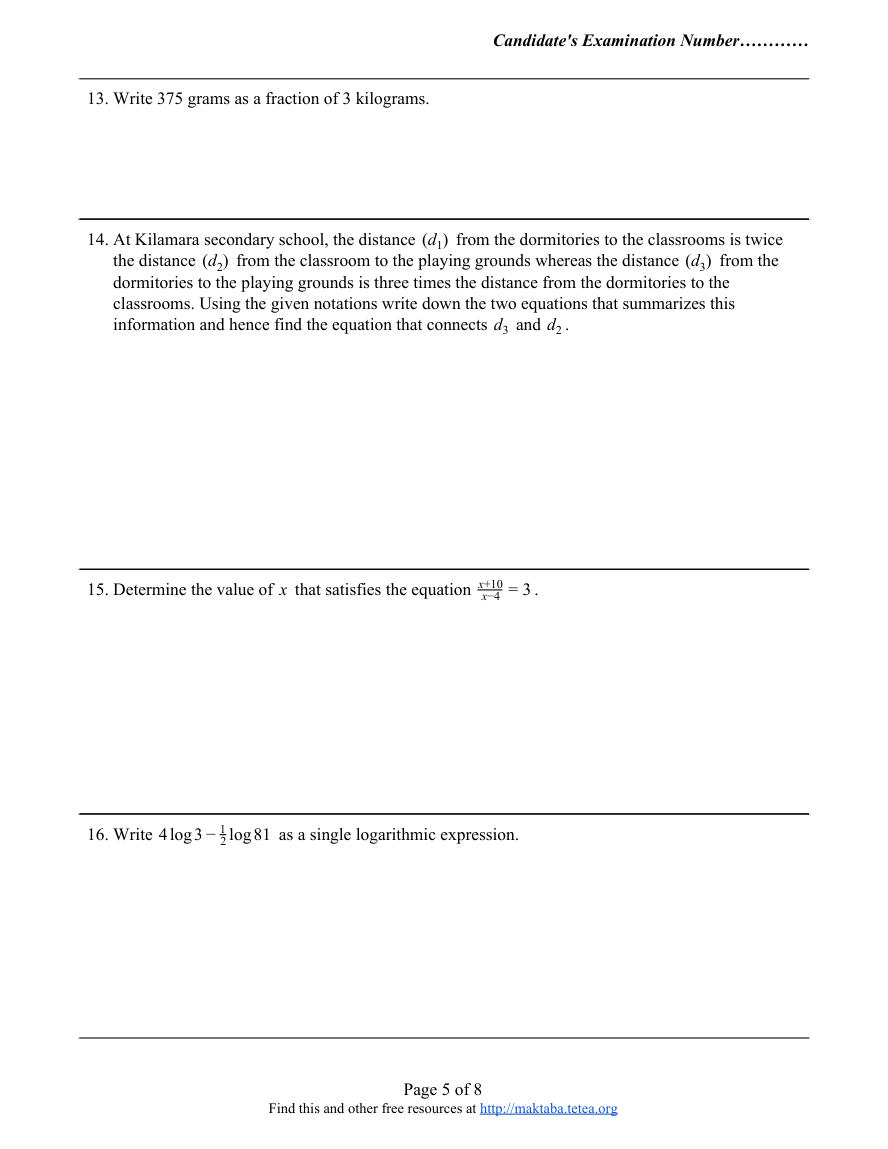 Candidate's Examination Number…………
13. Write 375 grams as a fraction of 3 kilograms.
14. At Kilamara secondary school, the distance (d₁) from the dormitories to the classrooms is twice
the distance (d₂) from the classroom to the playing grounds whereas the distance (d₃) from the
dormitories to the playing grounds is three times the distance from the dormitories to the
classrooms. Using the given notations write down the two equations that summarizes this
information and hence find the equation that connects d₃ and d₂ .
15. Determine the value of x that satisfies the equation (x+10)/(x−4) = 3 .
16. Write 4 log 3 − ½ log 81 as a single logarithmic expression.
Page 5 of 8
Find this and other free resources at http://maktaba.tetea.org